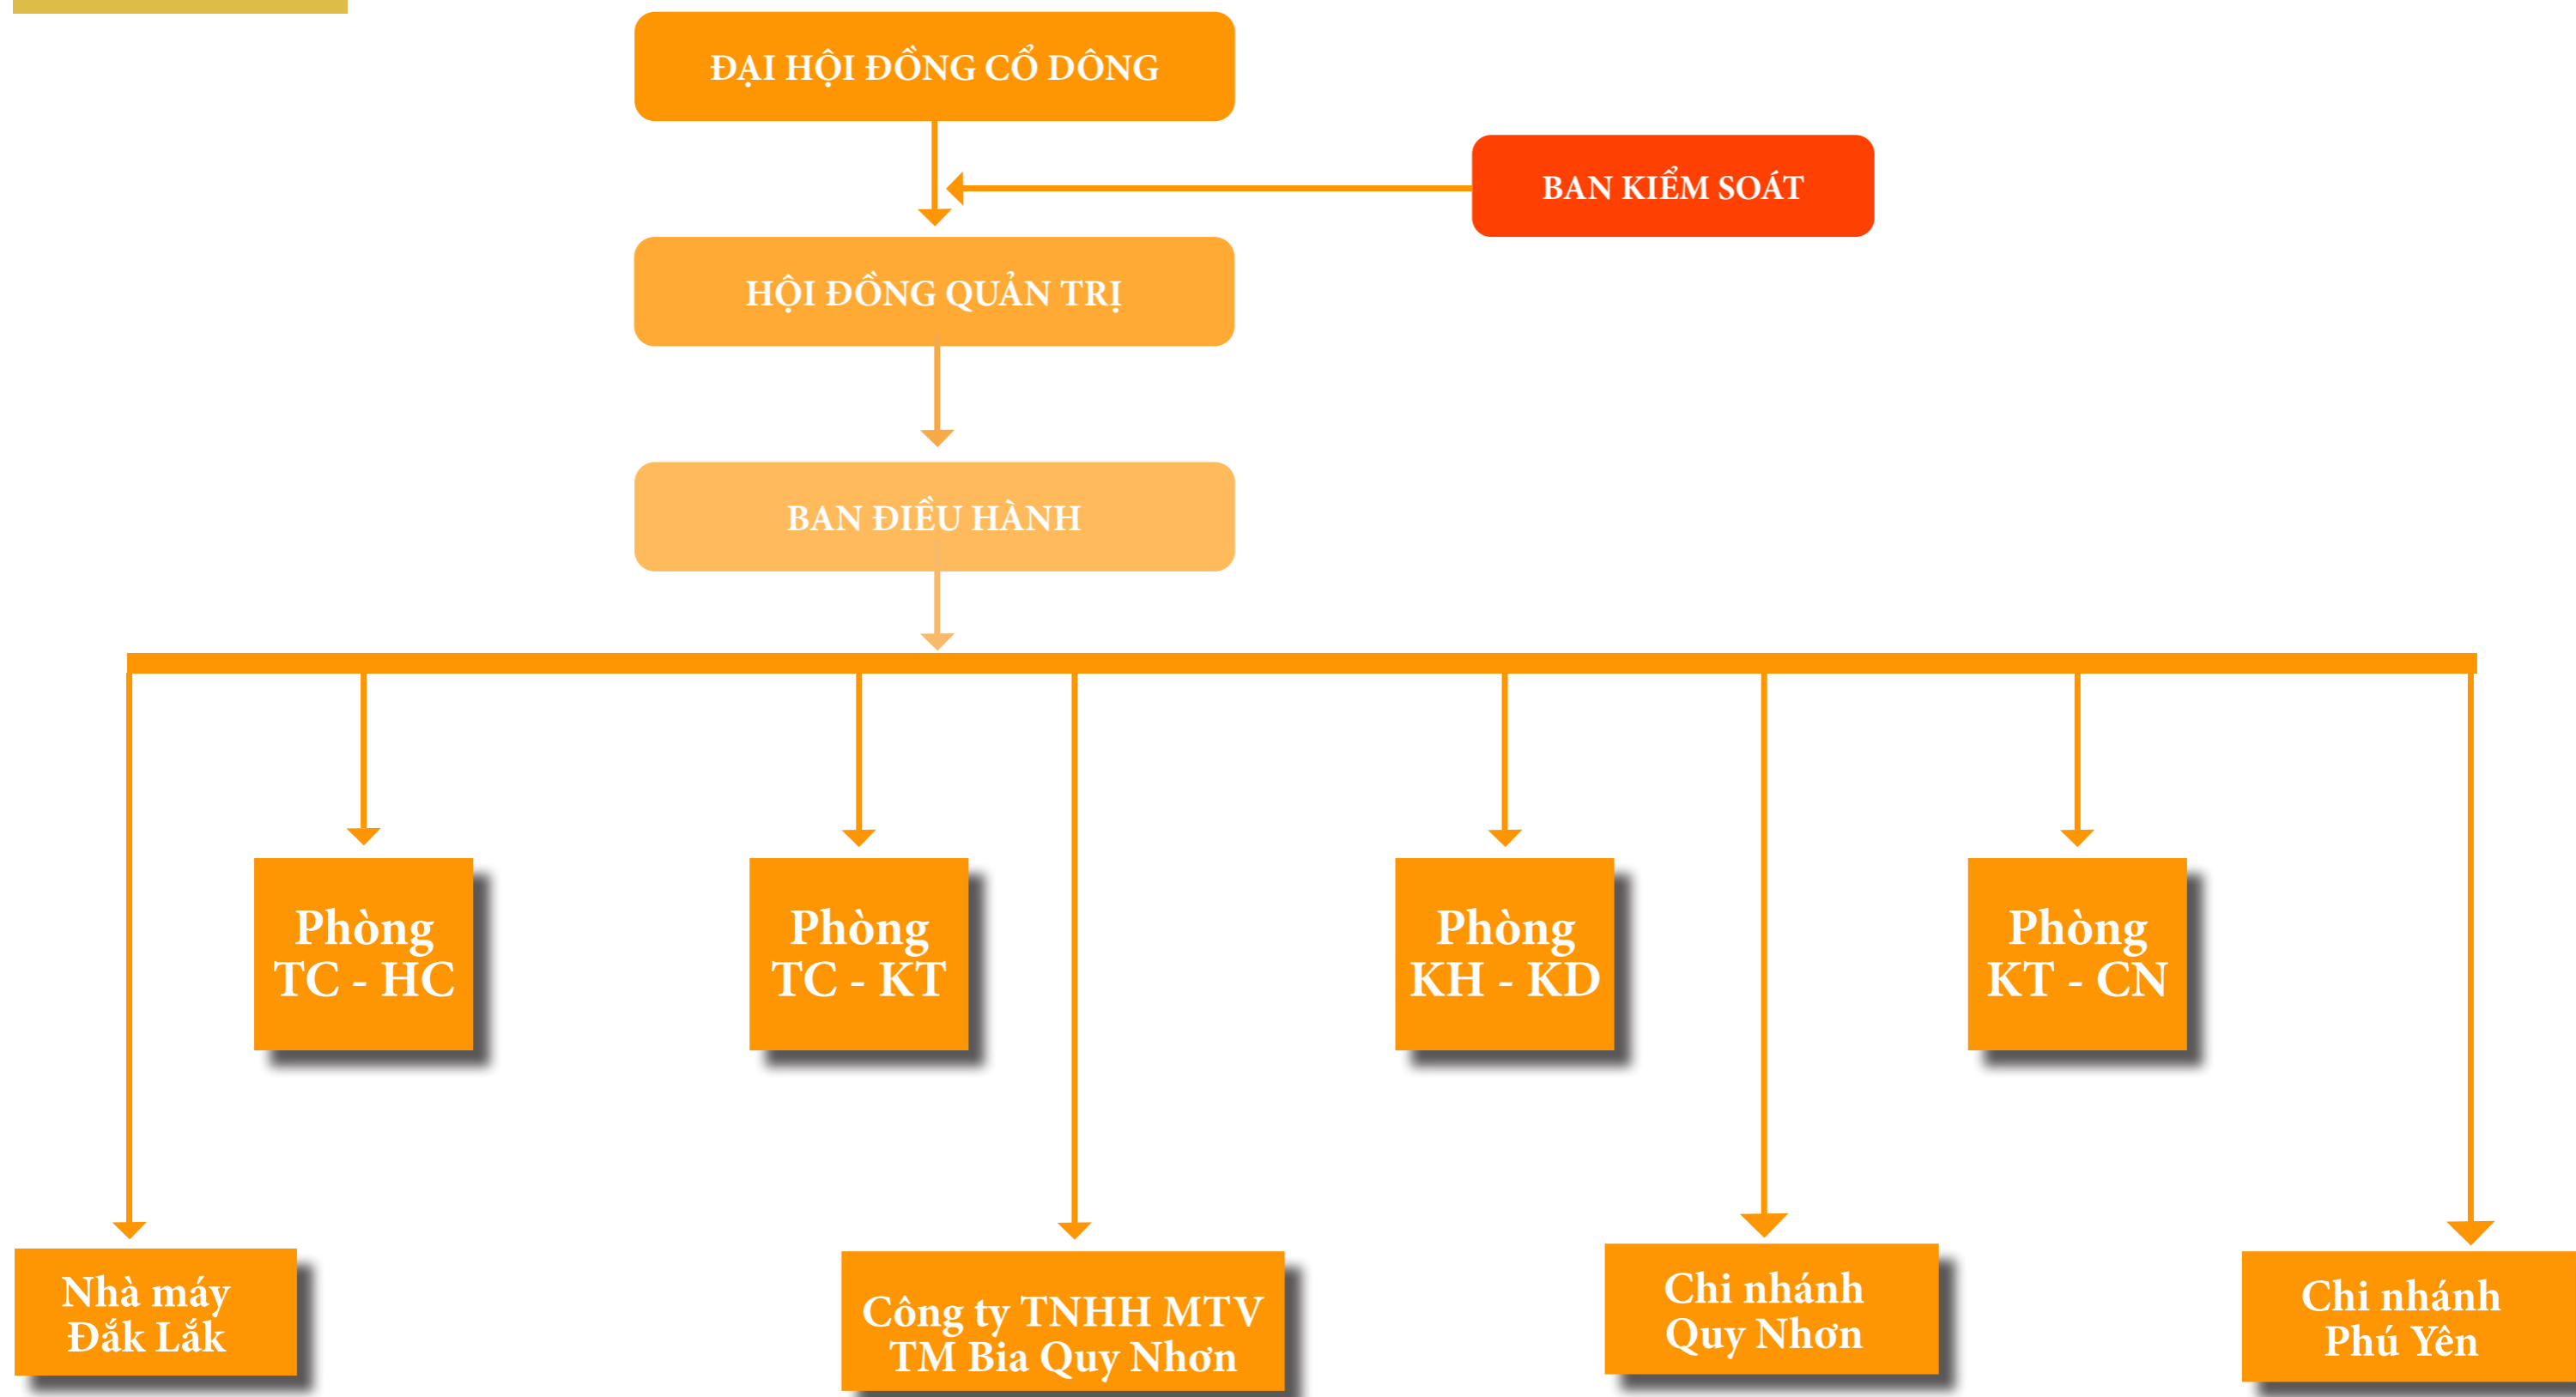 ĐẠI HỘI ĐỒNG CỔ DÔNG
BAN KIỂM SOÁT
HỘI ĐỒNG QUẢN TRỊ
BAN ĐIỀU HÀNH
Phòng
TC - HC
Phòng
TC - KT
Phòng
KH - KD
Phòng
KT - CN
Nhà máy
Đắk Lắk
Công ty TNHH MTV
TM Bia Quy Nhơn
Chi nhánh
Quy Nhơn
Chi nhánh
Phú Yên